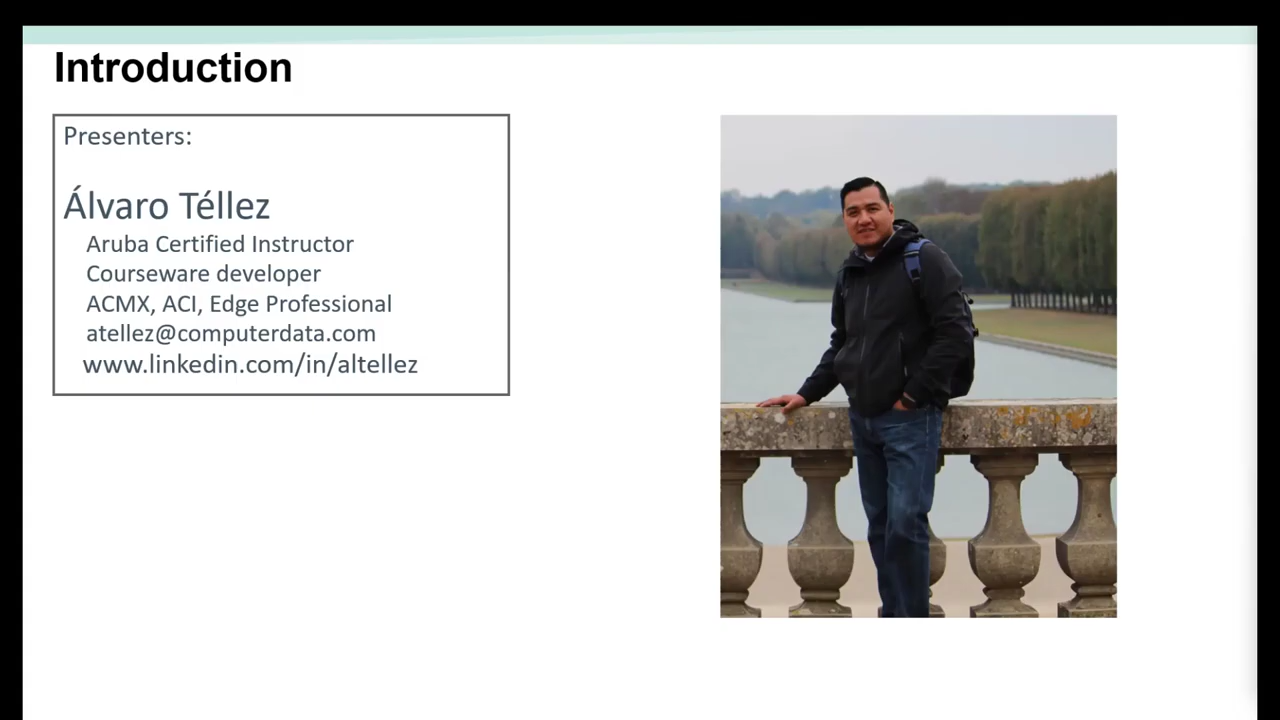 Introduction
Presenters:
Álvaro Téllez
Aruba Certified Instructor
Courseware developer
ACMX, ACI, Edge Professional
atellez@computerdata.com
www.linkedin.com/in/altellez